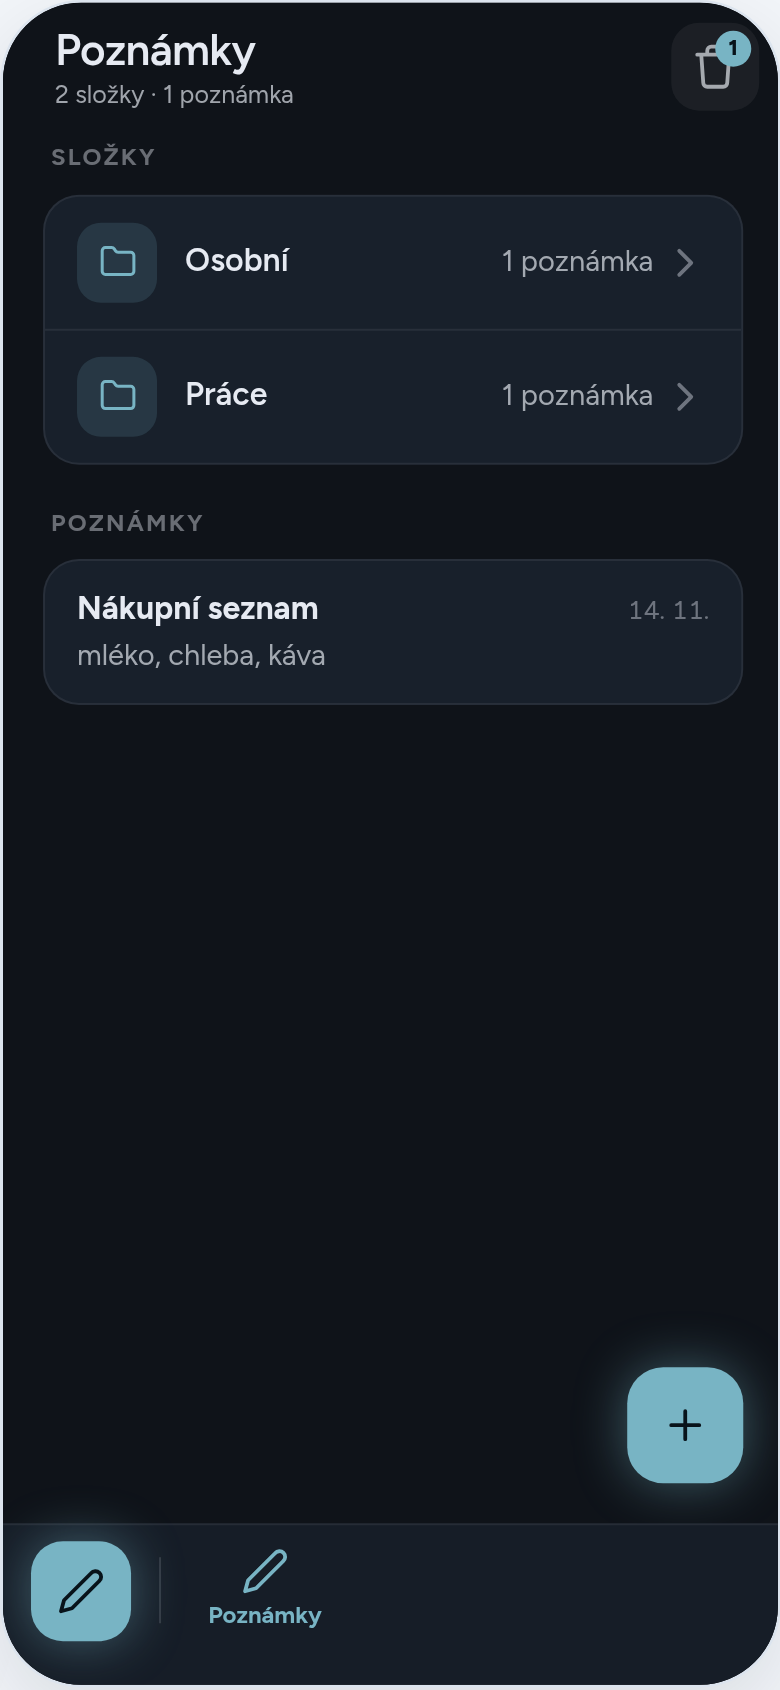 Poznámky
1
2 složky · 1 poznámka
SLOŽKY
Osobní 1 poznámka
Práce 1 poznámka
POZNÁMKY
Nákupní seznam 14. 11.
mléko, chleba, káva
Poznámky